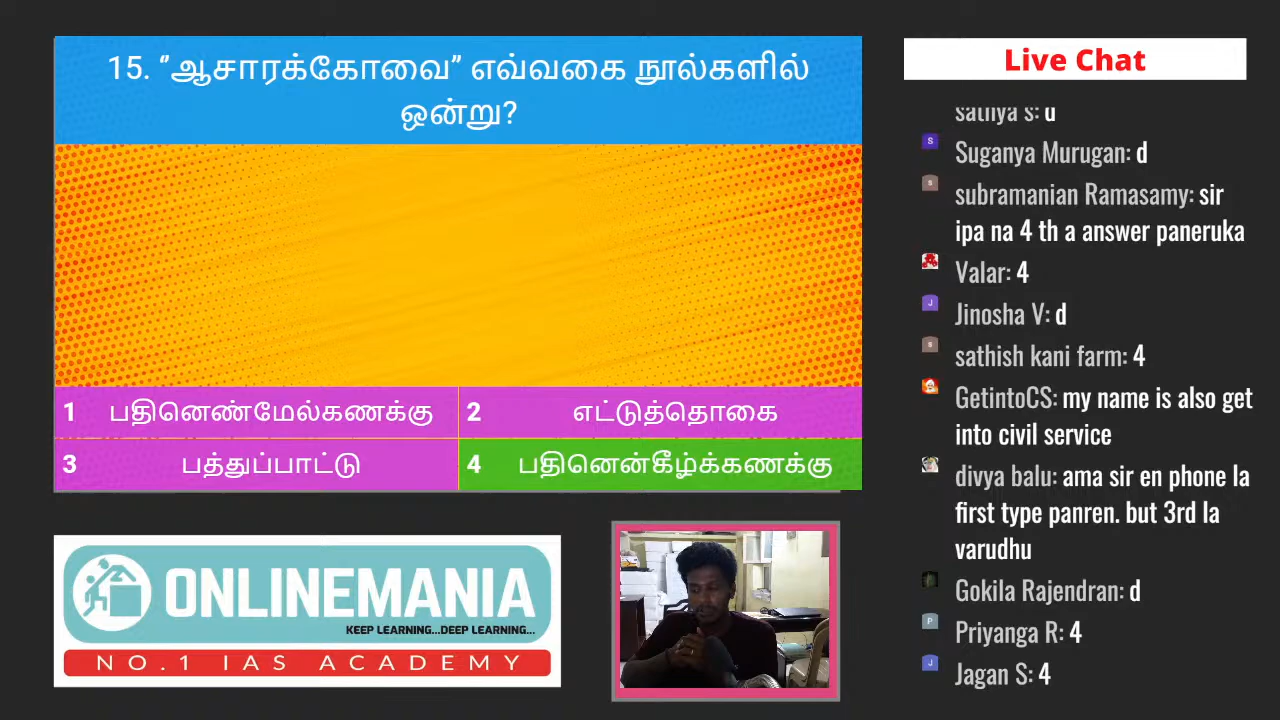 15. “ஆசாரக்கோவை” எவ்வகை நூல்களில்
ஒன்று?
1 பதினெண்மேல்கணக்கு
2 எட்டுத்தொகை
3 பத்துப்பாட்டு
4 பதினென்கீழ்க்கணக்கு
ONLINEMANIA
KEEP LEARNING...DEEP LEARNING...
NO.1 IAS ACADEMY
Live Chat
sathya s: d
Suganya Murugan: d
subramanian Ramasamy: sir
ipa na 4 th a answer paneruka
Valar: 4
Jinosha V: d
sathish kani farm: 4
GetintoCS: my name is also get
into civil service
divya balu: ama sir en phone la
first type panren. but 3rd la
varudhu
Gokila Rajendran: d
Priyanga R: 4
Jagan S: 4